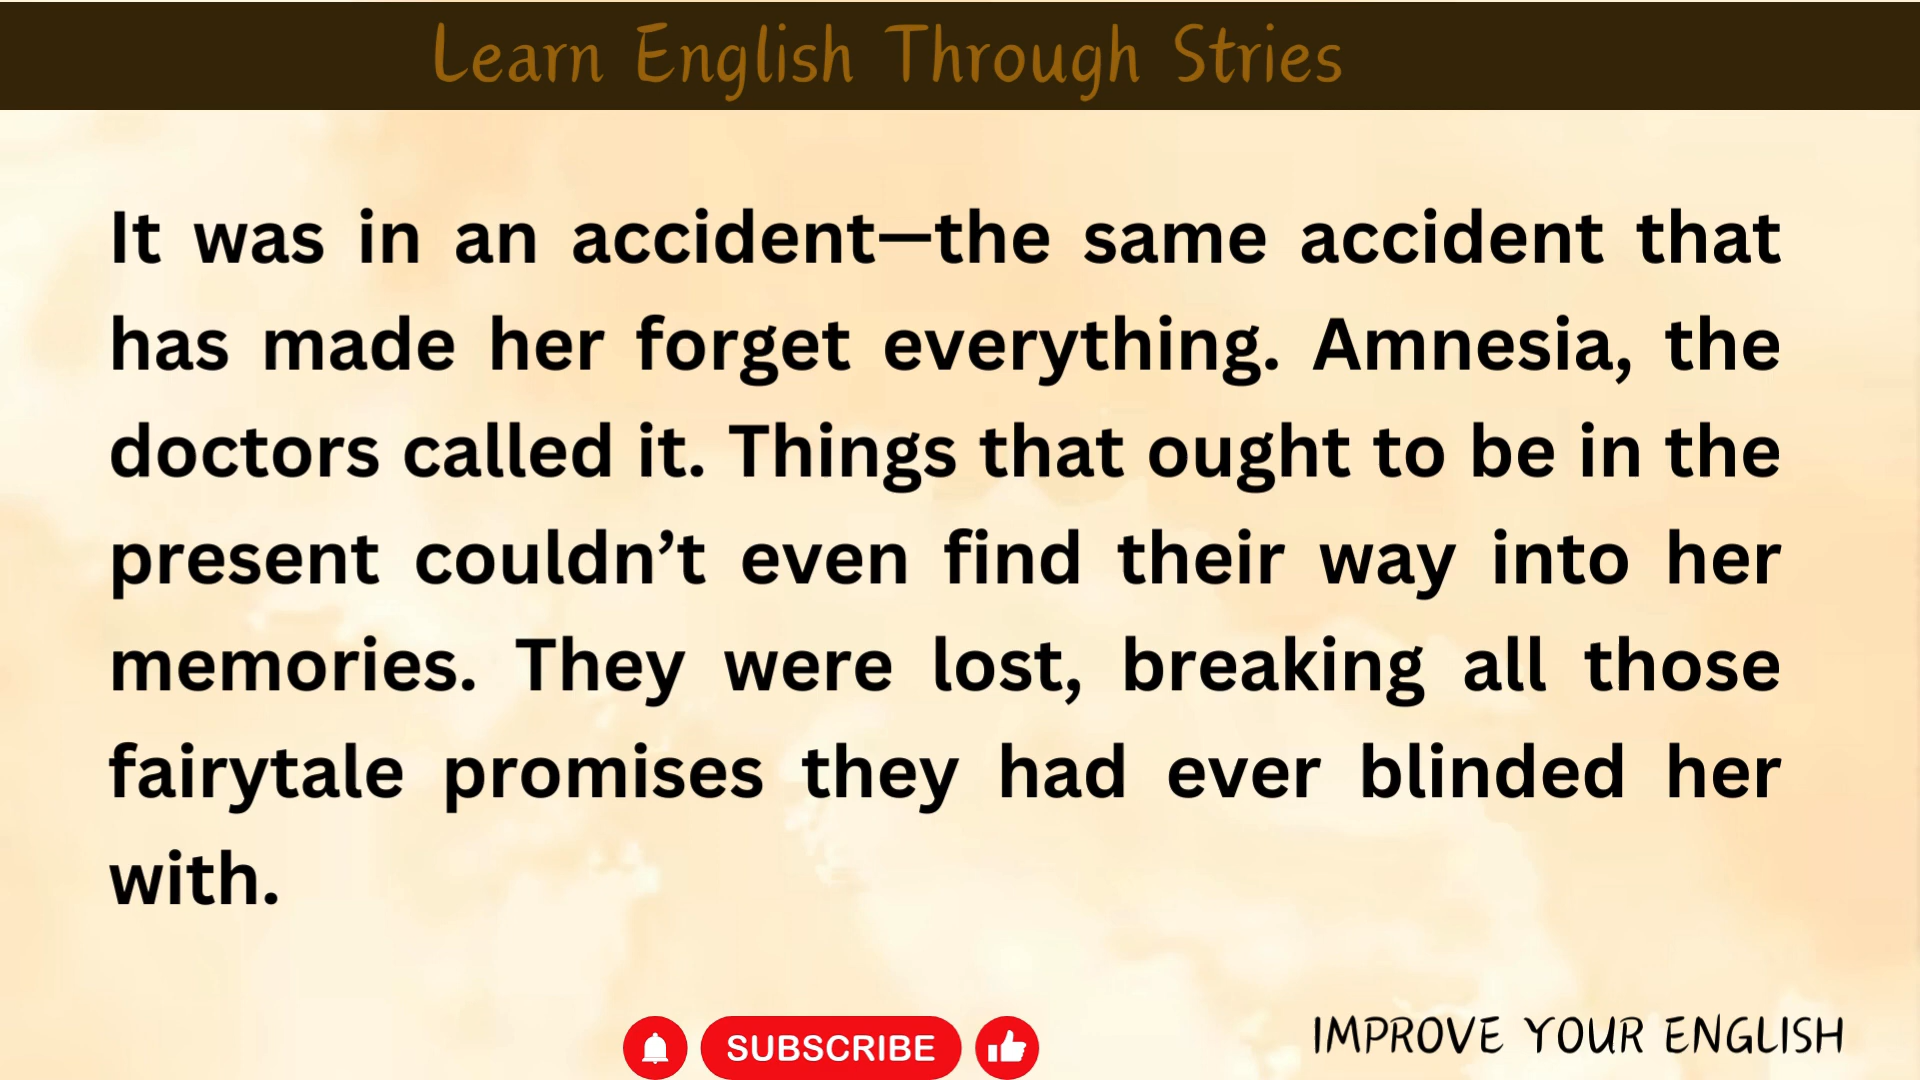 Learn English Through Stries
It was in an accident—the same accident that
has made her forget everything. Amnesia, the
doctors called it. Things that ought to be in the
present couldn’t even find their way into her
memories. They were lost, breaking all those
fairytale promises they had ever blinded her
with.
SUBSCRIBE
IMPROVE YOUR ENGLISH